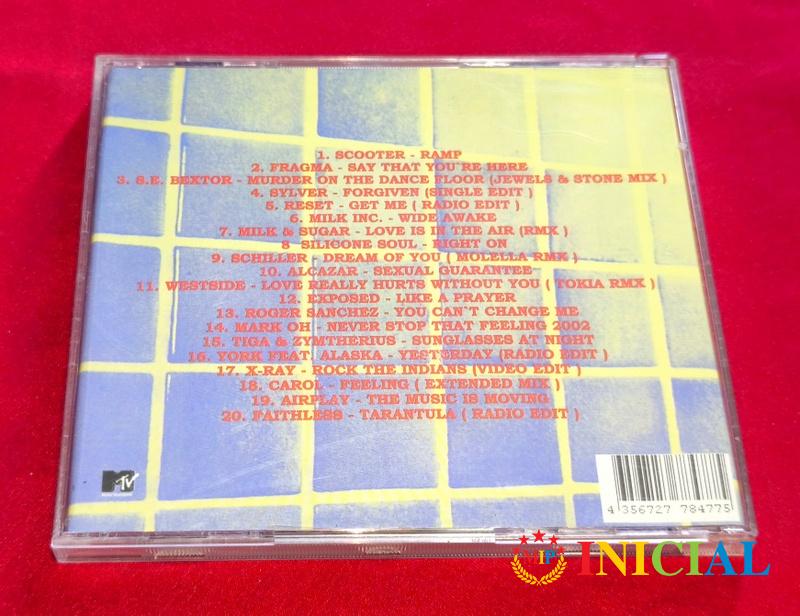 1. SCOOTER - RAMP
2. FRAGMA - SAY THAT YOU`RE HERE
3. S.E. BEXTOR - MURDER ON THE DANCE FLOOR (JEWELS & STONE MIX )
4. SYLVER - FORGIVEN (SINGLE EDIT )
5. RESET - GET ME ( RADIO EDIT )
6. MILK INC. - WIDE AWAKE
7. MILK & SUGAR - LOVE IS IN THE AIR (RMX )
8 SILICONE SOUL - RIGHT ON
9. SCHILLER - DREAM OF YOU ( MOLELLA RMX )
10. ALCAZAR - SEXUAL GUARANTEE
11. WESTSIDE - LOVE REALLY HURTS WITHOUT YOU ( TOKIA RMX )
12. EXPOSED - LIKE A PRAYER
13. ROGER SANCHEZ - YOU CAN`T CHANGE ME
14. MARK OH - NEVER STOP THAT FEELING 2002
15. TIGA & ZYMTHERIUS - SUNGLASSES AT NIGHT
16. YORK FEAT. ALASKA - YESTERDAY (RADIO EDIT )
17. X-RAY - ROCK THE INDIANS (VIDEO EDIT )
18. CAROL - FEELING ( EXTENDED MIX )
19. AIRPLAY - THE MUSIC IS MOVING
20. FAITHLESS - TARANTULA ( RADIO EDIT )
MTV
4 356727 784775
VIP INICIAL